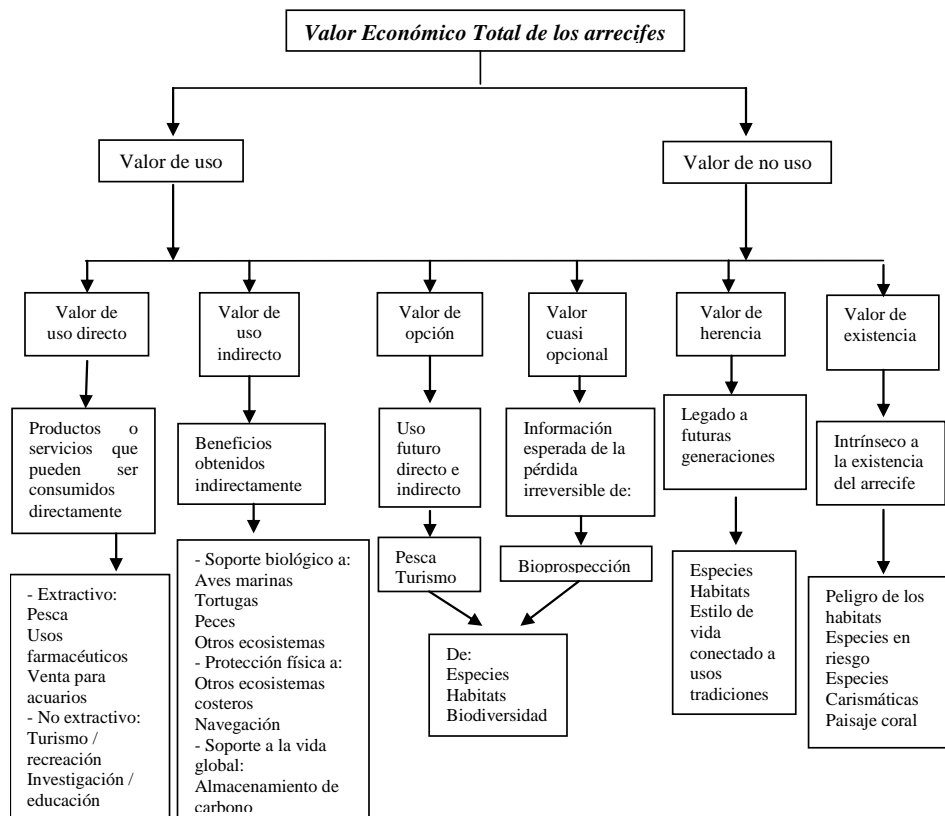 Valor Económico Total de los arrecifes
Valor de uso
Valor de no uso
Valor de
uso directo
Valor de
uso
indirecto
Valor de
opción
Valor
cuasi
opcional
Valor de
herencia
Valor de
existencia
Productos o
servicios que
pueden ser
consumidos
directamente
Beneficios
obtenidos
indirectamente
Uso
futuro
directo e
indirecto
Información
esperada de la
pérdida
irreversible de:
Legado a
futuras
generaciones
Intrínseco a
la existencia
del arrecife
- Extractivo:
Pesca
Usos
farmacéuticos
Venta para
acuarios
- No extractivo:
Turismo /
recreación
Investigación /
educación
- Soporte biológico a:
Aves marinas
Tortugas
Peces
Otros ecosistemas
- Protección física a:
Otros ecosistemas
costeros
Navegación
- Soporte a la vida
global:
Almacenamiento de
carbono
Pesca
Turismo
Bioprospección
De:
Especies
Habitats
Biodiversidad
Especies
Habitats
Estilo de
vida
conectado a
usos
tradiciones
Peligro de los
habitats
Especies en
riesgo
Especies
Carismáticas
Paisaje coral